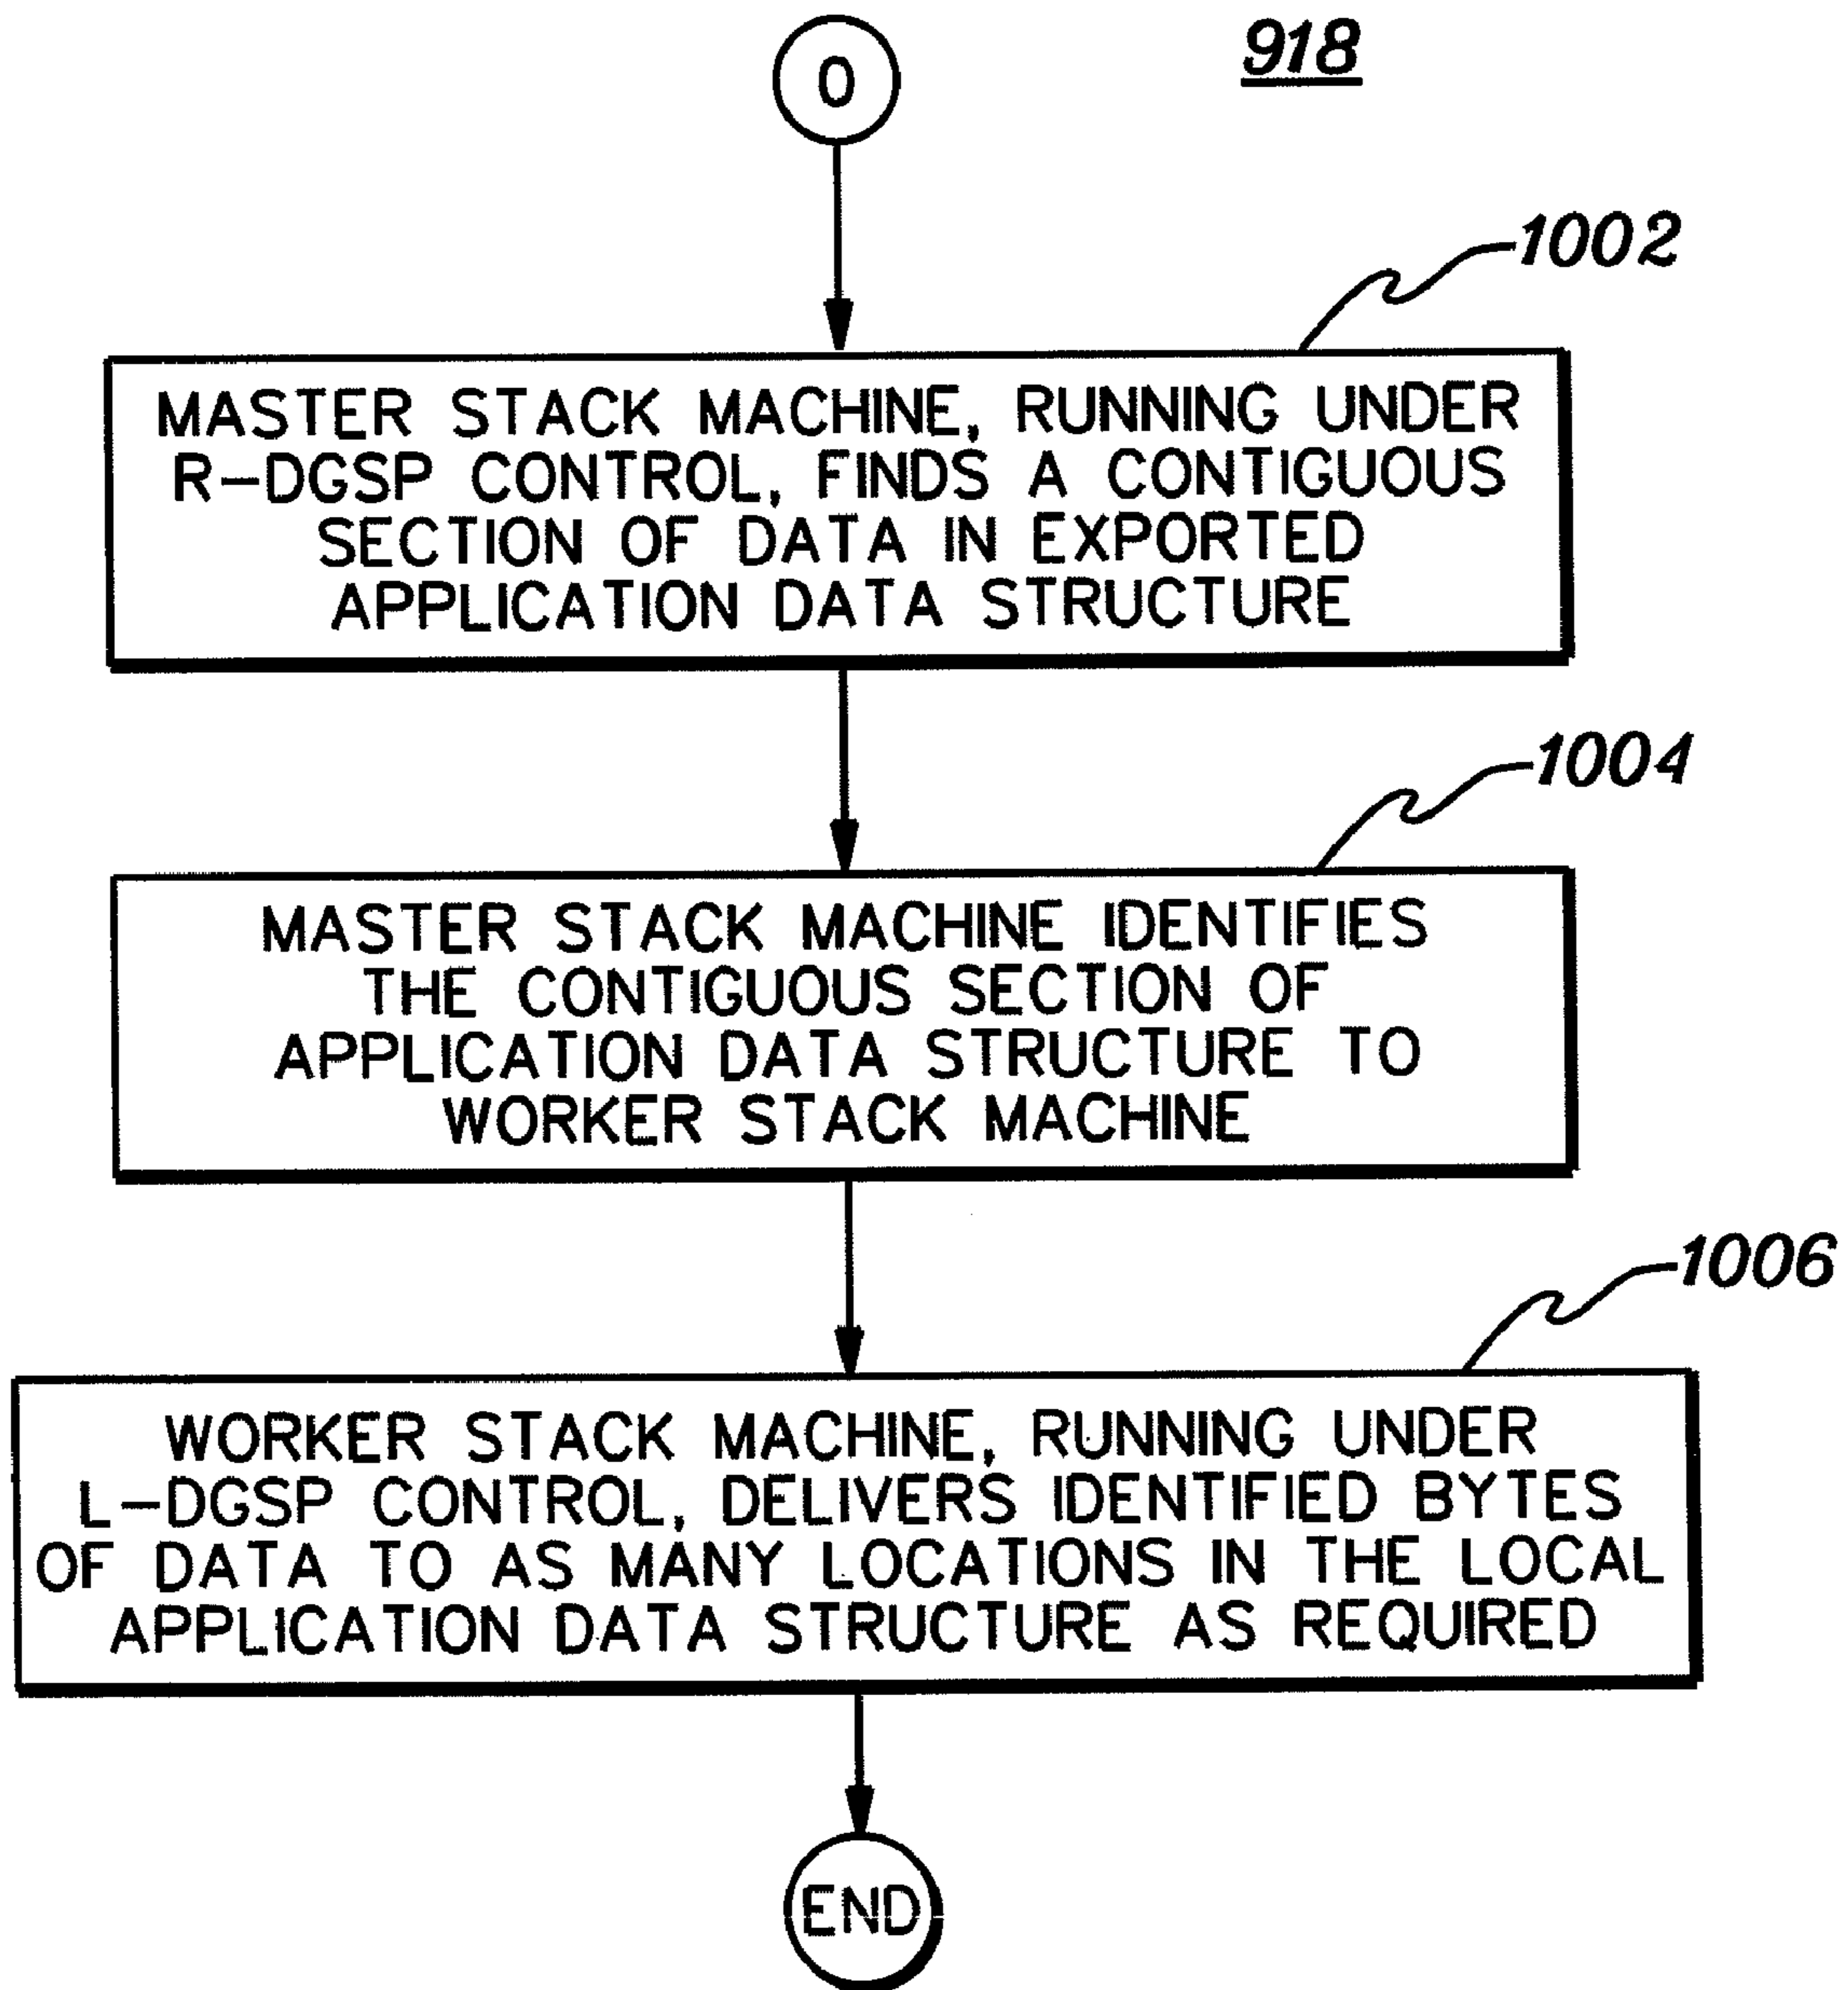 918
O
1002
MASTER STACK MACHINE, RUNNING UNDER
R-DGSP CONTROL, FINDS A CONTIGUOUS
SECTION OF DATA IN EXPORTED
APPLICATION DATA STRUCTURE
1004
MASTER STACK MACHINE IDENTIFIES
THE CONTIGUOUS SECTION OF
APPLICATION DATA STRUCTURE TO
WORKER STACK MACHINE
1006
WORKER STACK MACHINE, RUNNING UNDER
L-DGSP CONTROL, DELIVERS IDENTIFIED BYTES
OF DATA TO AS MANY LOCATIONS IN THE LOCAL
APPLICATION DATA STRUCTURE AS REQUIRED
END